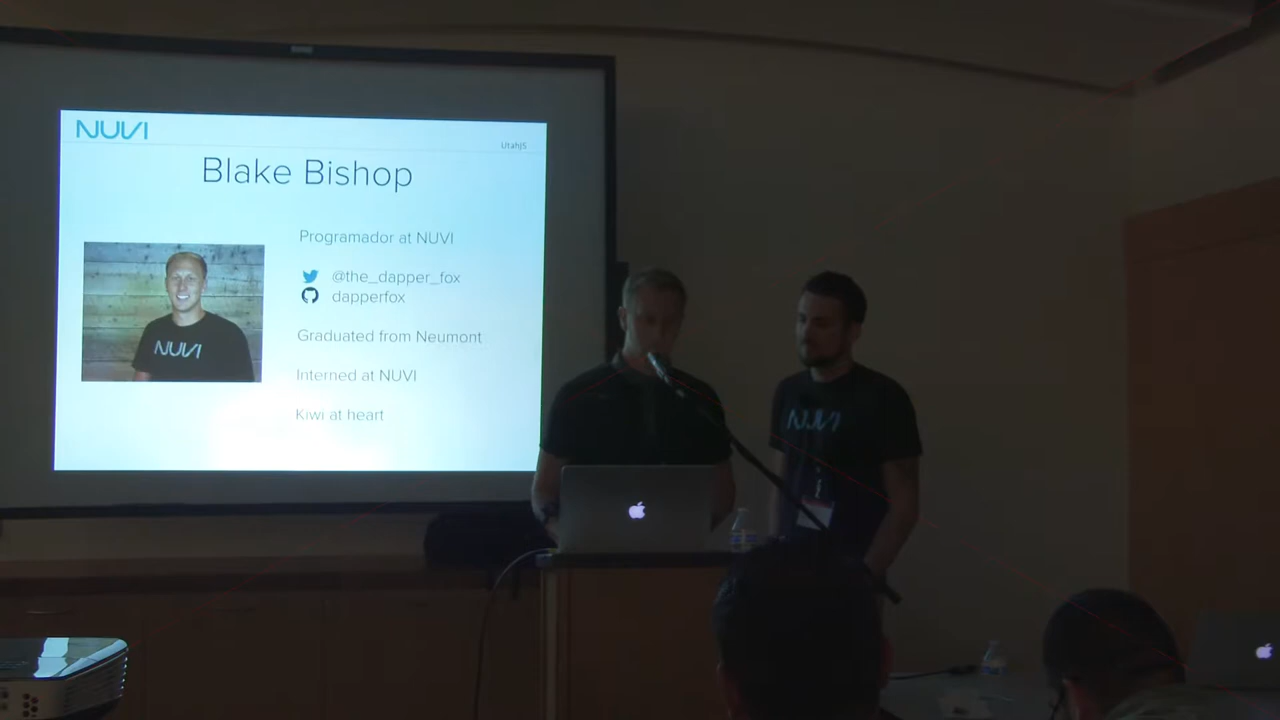 NUVI
UtahJS
Blake Bishop
Programador at NUVI
@the_dapper_fox
dapperfox
Graduated from Neumont
Interned at NUVI
Kiwi at heart
NUVI
NUVI